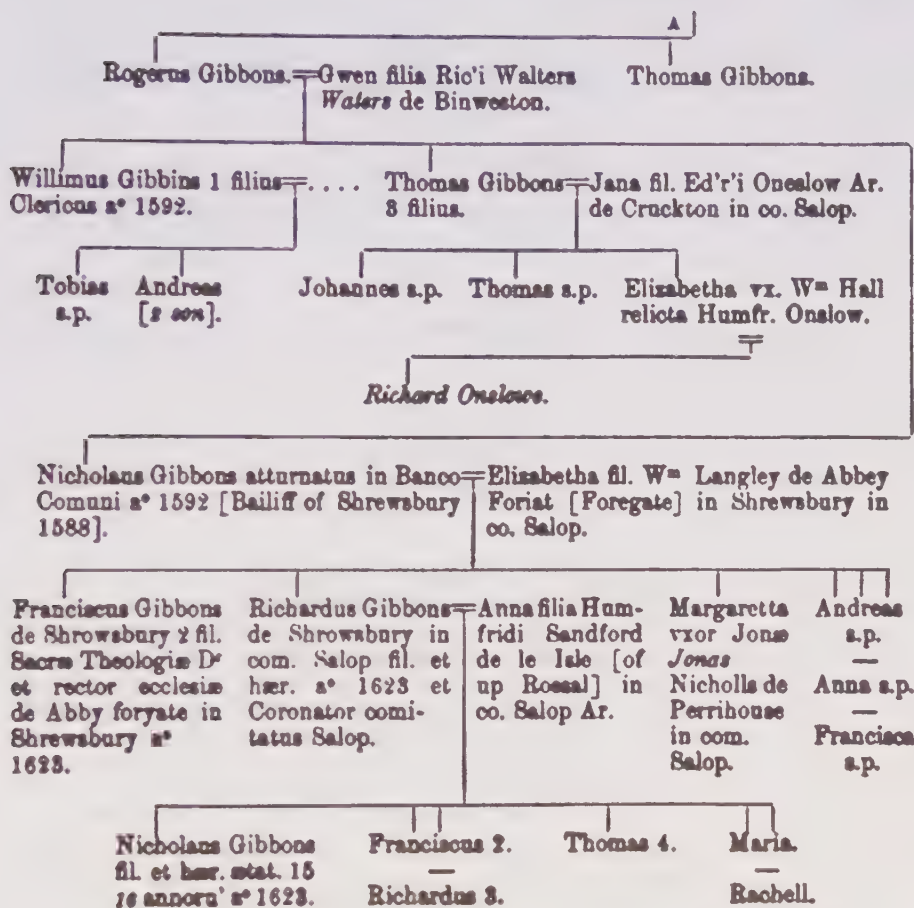 A
Rogerus Gibbons.
Gwen filia Ric'i Walters
Waters de Binweston.
Thomas Gibbons.
Willimus Gibbins 1 filius
Clericus aº 1592.
....
Thomas Gibbons
3 filius.
Jana fil. Ed'r'i Oneslow Ar.
de Cruckton in co. Salop.
Tobias
s.p.
Andreas
[2 son].
Johannes s.p.
Thomas s.p.
Elizabetha vx. Wᵐ Hall
relicta Humfr. Onslow.
Richard Onslowe.
Nicholaus Gibbons atturnatus in Banco
Comuni aº 1592 [Bailiff of Shrewsbury
1588].
Elizabetha fil. Wᵐ Langley de Abbey
Foriat [Foregate] in Shrewsbury in
co. Salop.
Franciscus Gibbons
de Shrowsbury 2 fil.
Sacræ Theologiæ Dʳ
et rector ecclesiæ
de Abby foryate in
Shrowsbury aº
1623.
Richardus Gibbons
de Shrowsbury in
com. Salop fil. et
hær. aº 1623 et
Coronator comi-
tatus Salop.
Anna filia Hum-
fridi Sandford
de le Isle [of
up Rossal] in
co. Salop Ar.
Margaretta
vxor Jonæ
Jonas
Nicholls de
Perrihouse
in com.
Salop.
Andreas
s.p.
—
Anna s.p.
—
Francisca
s.p.
Nicholaus Gibbons
fil. et hær. ætat. 15
16 annoru' aº 1623.
Franciscus 2.
—
Richardus 3.
Thomas 4.
Maria.
—
Rachell.